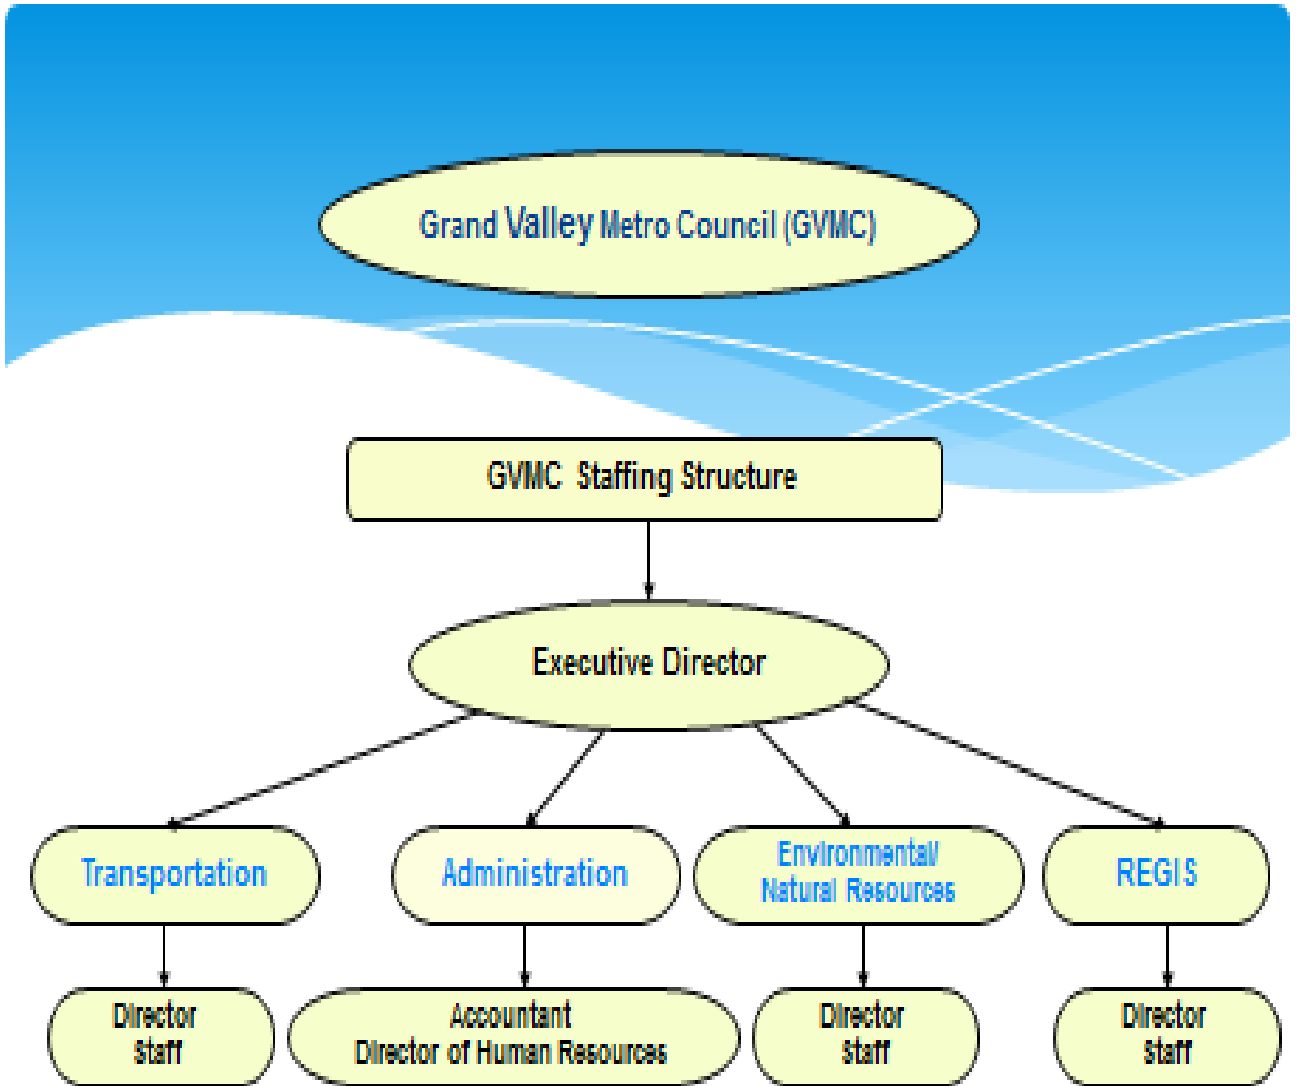 Grand Valley Metro Council (GVMC)
GVMC Staffing Structure
Executive Director
Transportation
Administration
Environmental/
Natural Resources
REGIS
Director
Staff
Accountant
Director of Human Resources
Director
Staff
Director
Staff